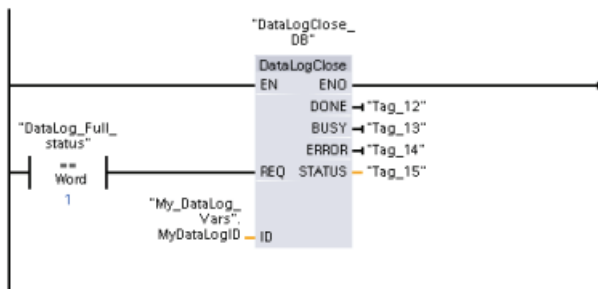 "DataLogClose_
DB"
DataLogClose
EN ENO
DONE "Tag_12"
"DataLog_Full_
status"
BUSY "Tag_13"
ERROR "Tag_14"
==
Word
1
REQ STATUS "Tag_15"
"My_DataLog_
Vars".
MyDataLogID ID